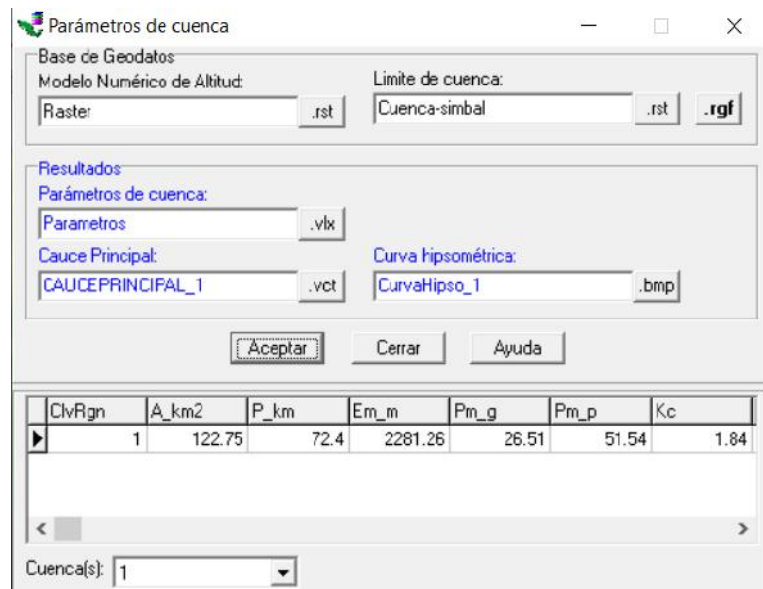 Parámetros de cuenca
Base de Geodatos
Modelo Numérico de Altitud: Limite de cuenca:
Raster .rst Cuenca-simbal .rst .rgf
Resultados
Parámetros de cuenca:
Parametros .vlx
Cauce Principal: Curva hipsométrica:
CAUCEPRINCIPAL_1 .vct CurvaHipso_1 .bmp
Aceptar Cerrar Ayuda
ClvRgn A_km2 P_km Em_m Pm_g Pm_p Kc
1 122.75 72.4 2281.26 26.51 51.54 1.84
Cuenca(s): 1